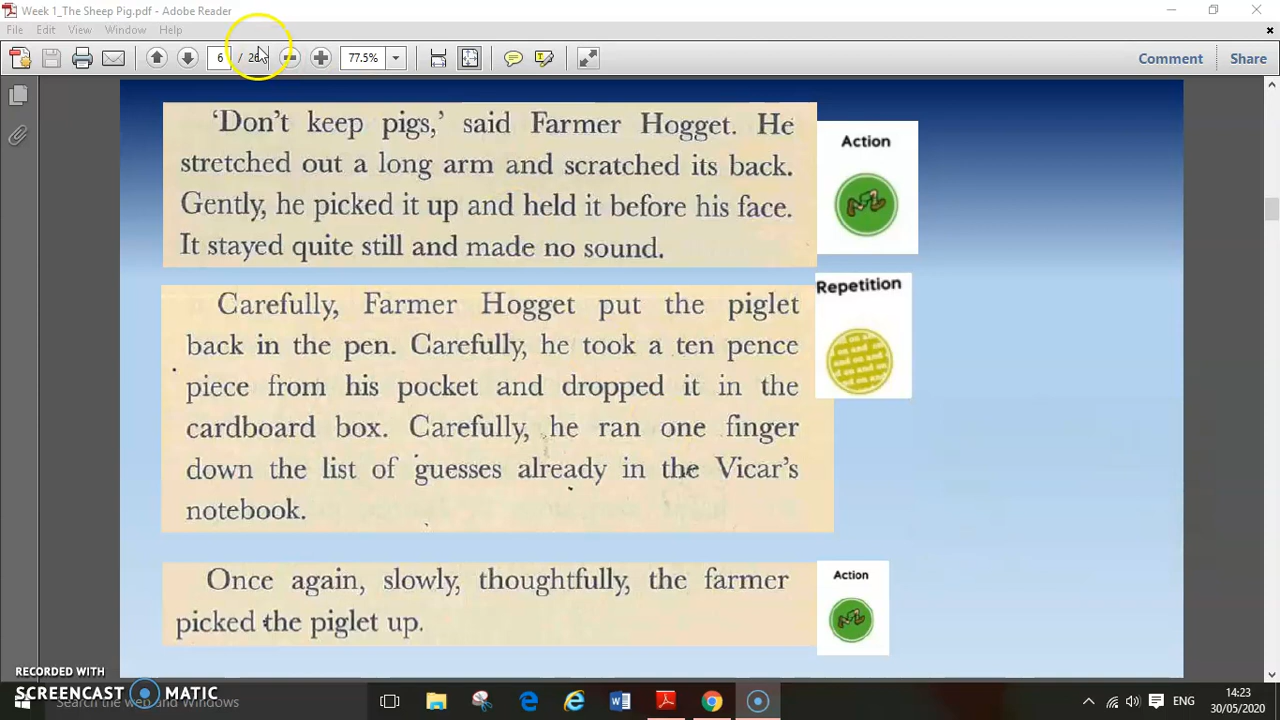 Week 1_The Sheep Pig.pdf - Adobe Reader
File Edit View Window Help
6 / 26 77.5% Comment Share
‘Don’t keep pigs,’ said Farmer Hogget. He
stretched out a long arm and scratched its back.
Gently, he picked it up and held it before his face.
It stayed quite still and made no sound.
Action
Carefully, Farmer Hogget put the piglet
back in the pen. Carefully, he took a ten pence
piece from his pocket and dropped it in the
cardboard box. Carefully, he ran one finger
down the list of guesses already in the Vicar’s
notebook.
Repetition
Once again, slowly, thoughtfully, the farmer
picked the piglet up.
Action
RECORDED WITH
SCREENCAST MATIC
Search the web and Windows
ENG
14:23
30/05/2020